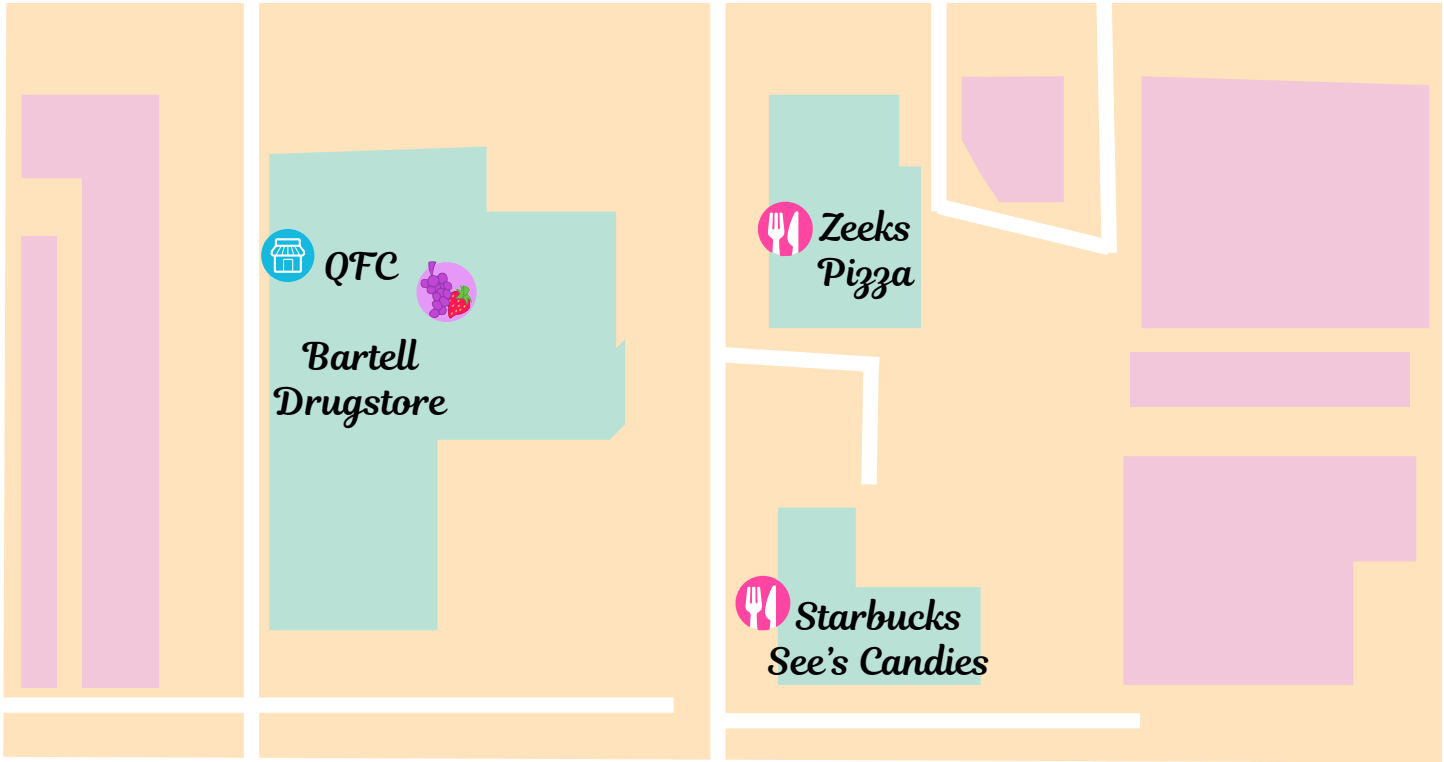 QFC
Bartell
Drugstore
Zeeks
Pizza
Starbucks
See's Candies